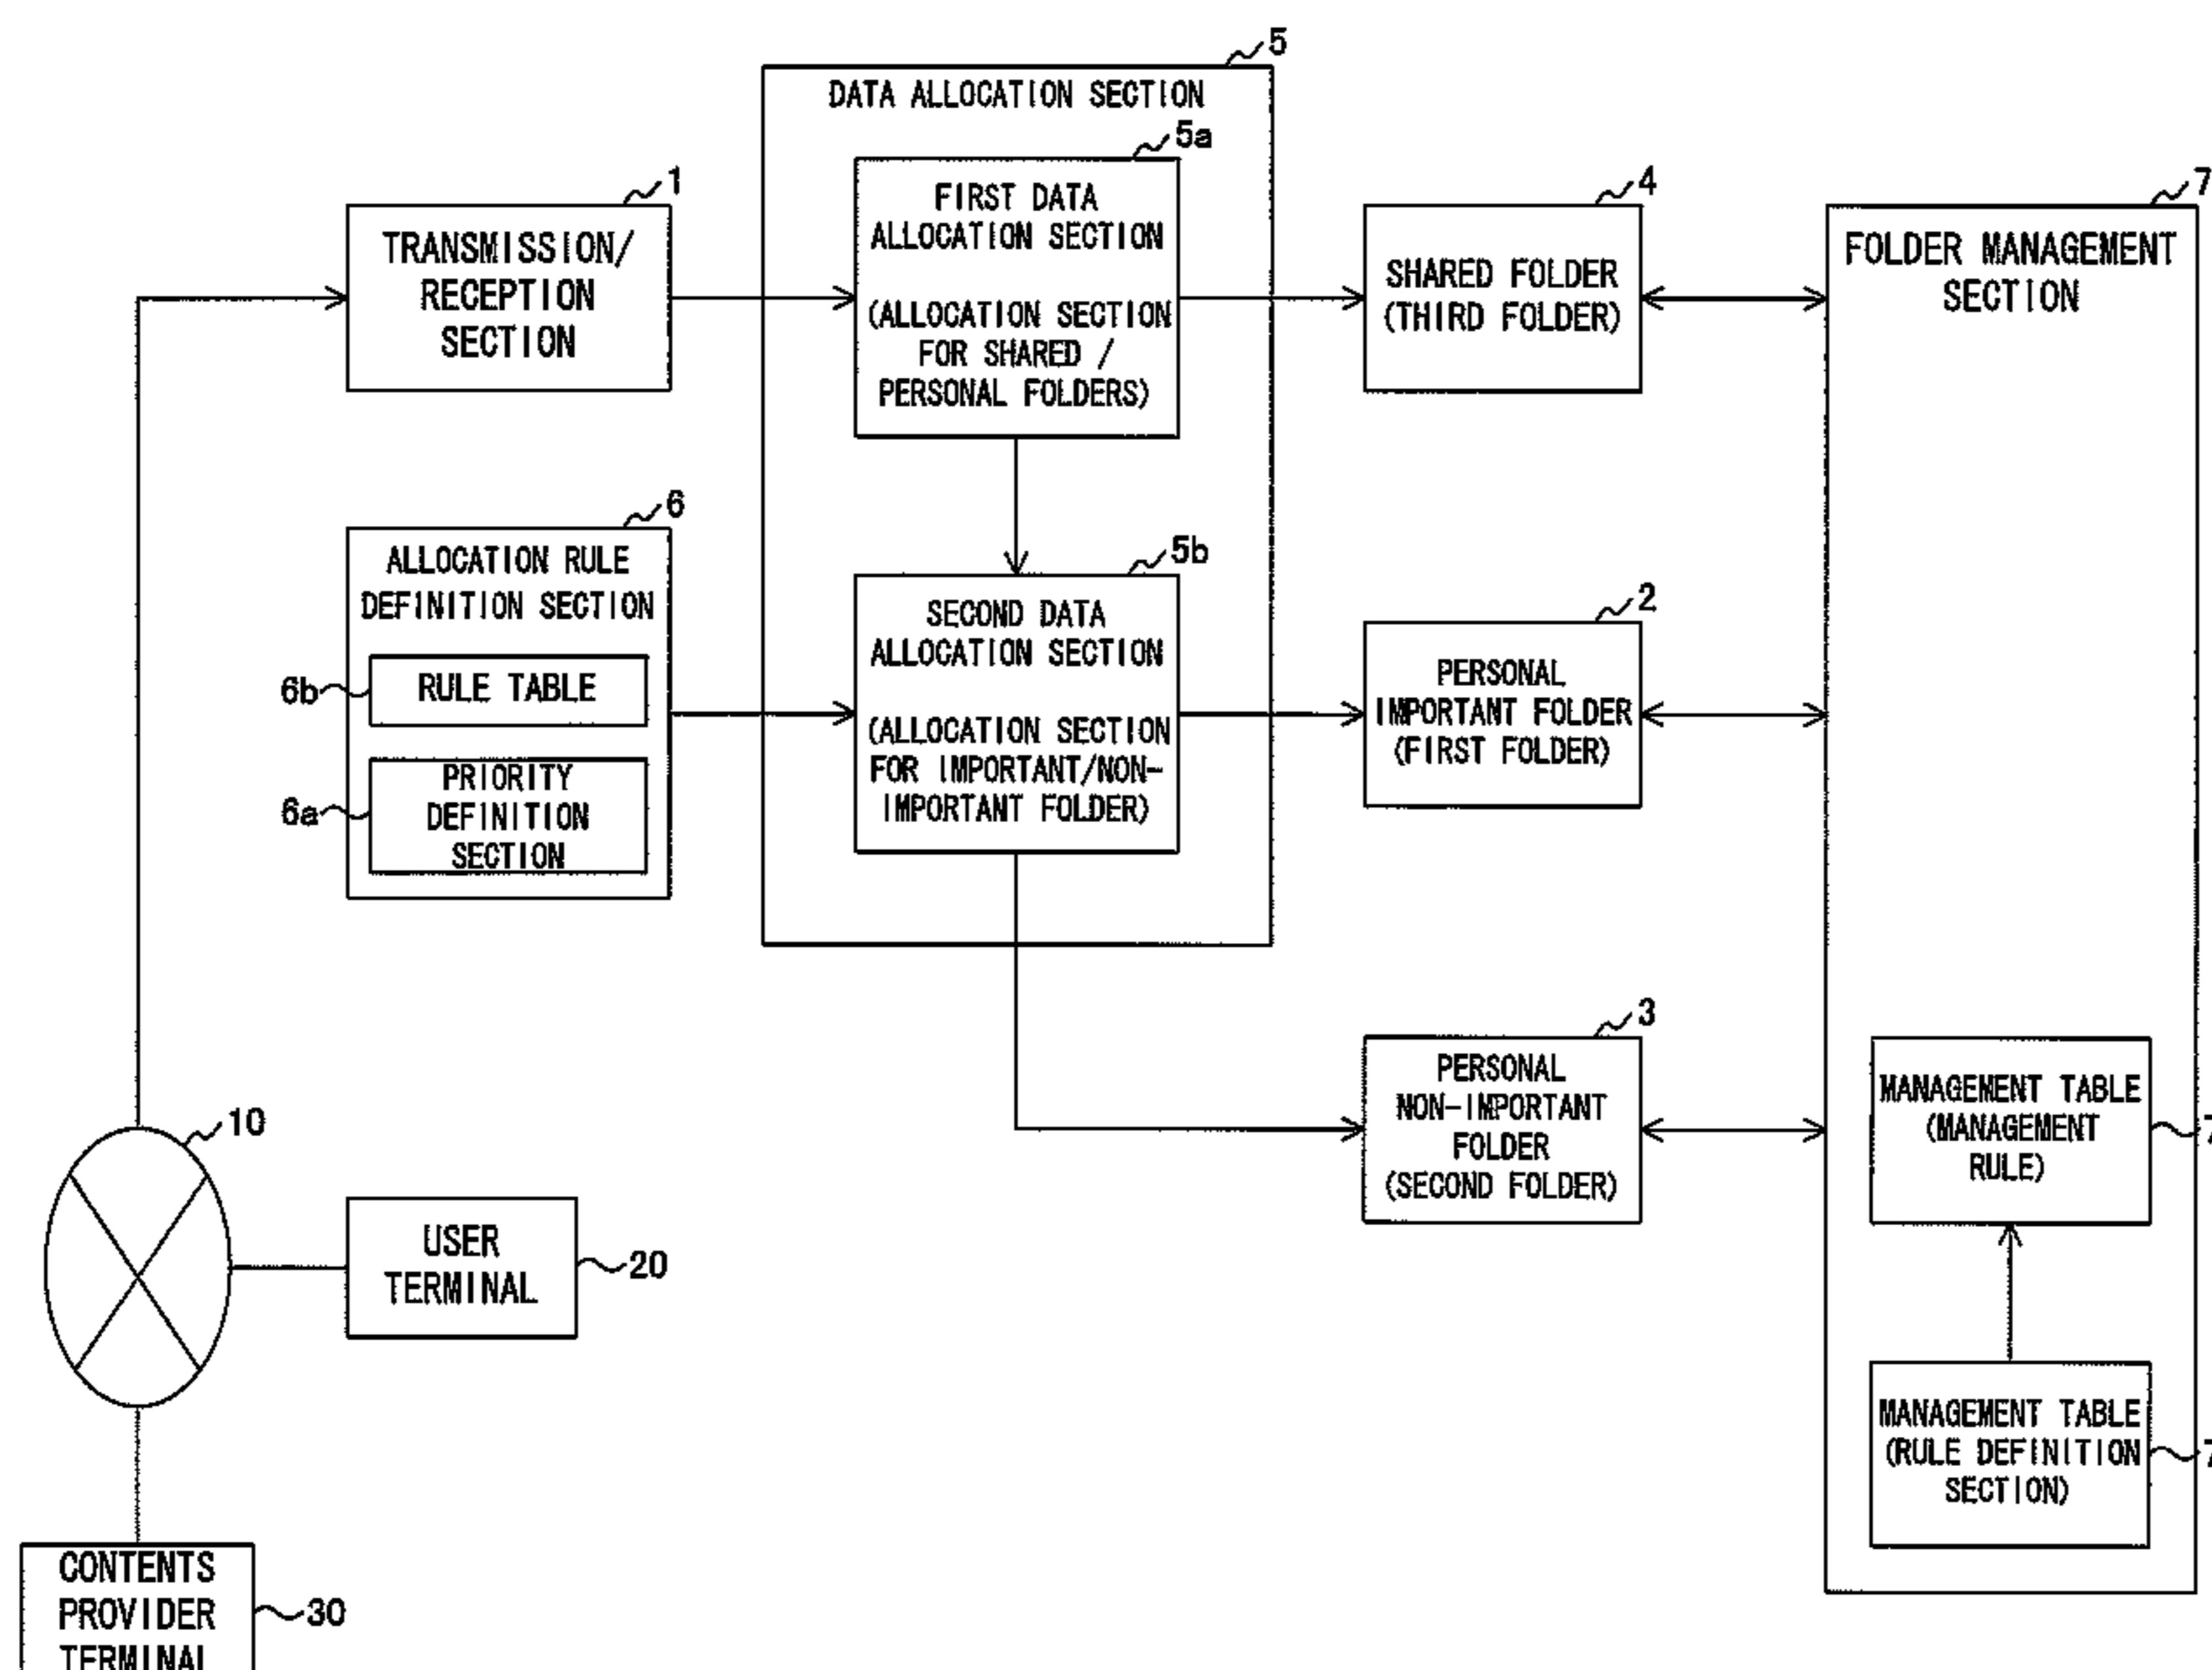 5
DATA ALLOCATION SECTION
5a
FIRST DATA
ALLOCATION SECTION
(ALLOCATION SECTION
FOR SHARED /
PERSONAL FOLDERS)
1
TRANSMISSION/
RECEPTION
SECTION
4
SHARED FOLDER
(THIRD FOLDER)
7
FOLDER MANAGEMENT
SECTION
6
ALLOCATION RULE
DEFINITION SECTION
6b
RULE TABLE
6a
PRIORITY
DEFINITION
SECTION
5b
SECOND DATA
ALLOCATION SECTION
(ALLOCATION SECTION
FOR IMPORTANT/NON-
IMPORTANT FOLDER)
2
PERSONAL
IMPORTANT FOLDER
(FIRST FOLDER)
3
PERSONAL
NON-IMPORTANT
FOLDER
(SECOND FOLDER)
MANAGEMENT TABLE
(MANAGEMENT
RULE)
10
USER
TERMINAL
20
MANAGEMENT TABLE
(RULE DEFINITION
SECTION)
CONTENTS
PROVIDER
TERMINAL
30